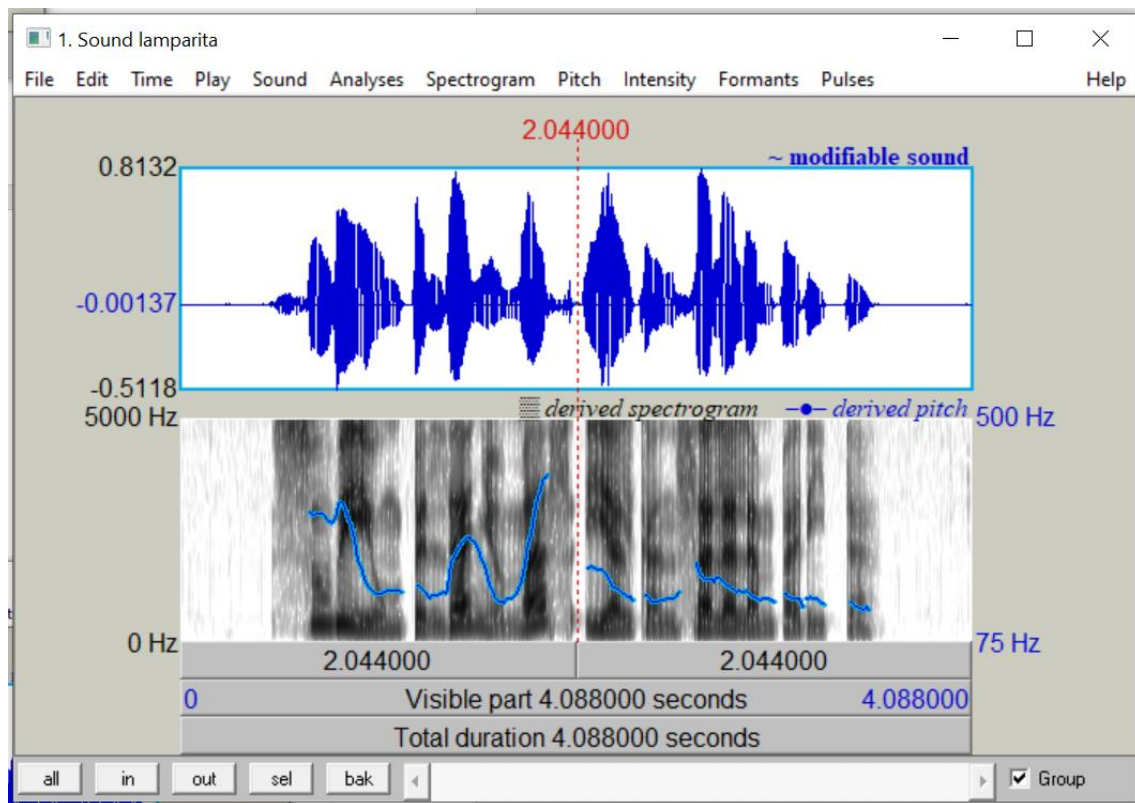 1. Sound lamparita
File Edit Time Play Sound Analyses Spectrogram Pitch Intensity Formants Pulses Help
2.044000
0.8132
~ modifiable sound
-0.00137
-0.5118
derived spectrogram derived pitch
5000 Hz 500 Hz
0 Hz 75 Hz
2.044000 2.044000
0 Visible part 4.088000 seconds 4.088000
Total duration 4.088000 seconds
all in out sel bak Group